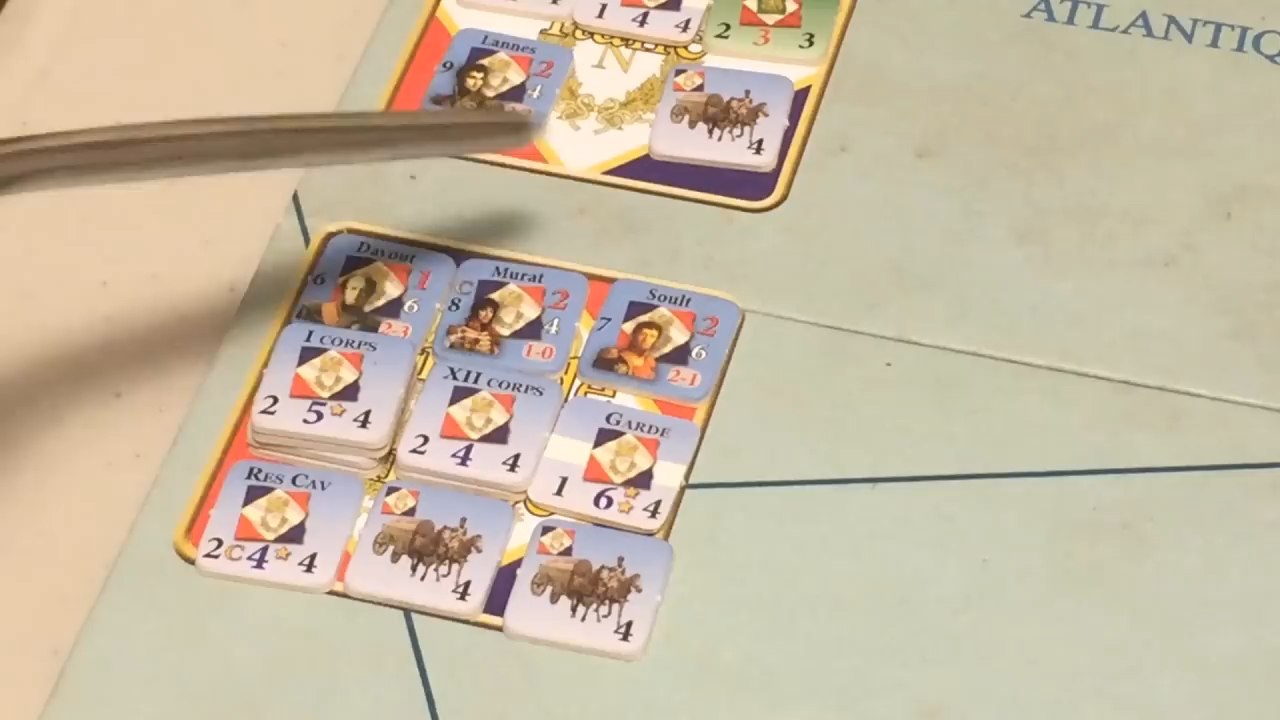 ATLANTIQ
1 4 4
2 3 3
Lannes
9 2
4
N
4
Davout
6 1
6
2-3
Murat
C
8 2
4
1-0
Soult
7 2
6
2-1
I CORPS
2 5 4
XII CORPS
2 4 4
GARDE
1 6 4
RES CAV
2 C 4 4
4
4